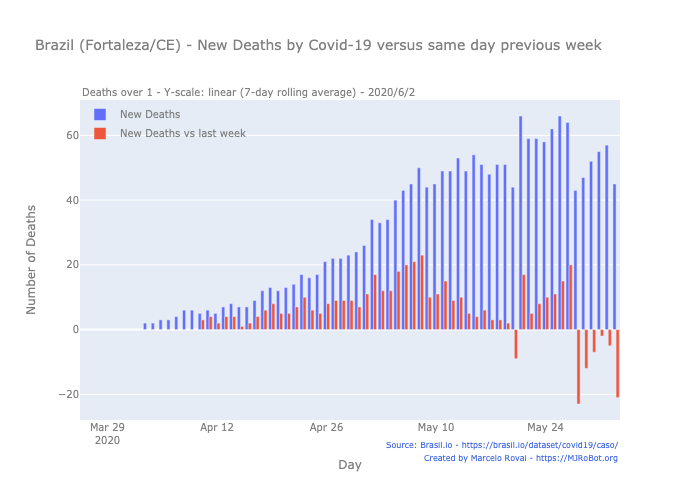 Brazil (Fortaleza/CE) - New Deaths by Covid-19 versus same day previous week
Deaths over 1 - Y-scale: linear (7-day rolling average) - 2020/6/2
New Deaths
New Deaths vs last week
60
40
20
0
−20
Number of Deaths
Mar 29
2020
Apr 12
Apr 26
May 10
May 24
Day
Source: Brasil.io - https://brasil.io/dataset/covid19/caso/
Created by Marcelo Rovai - https://MJRoBot.org